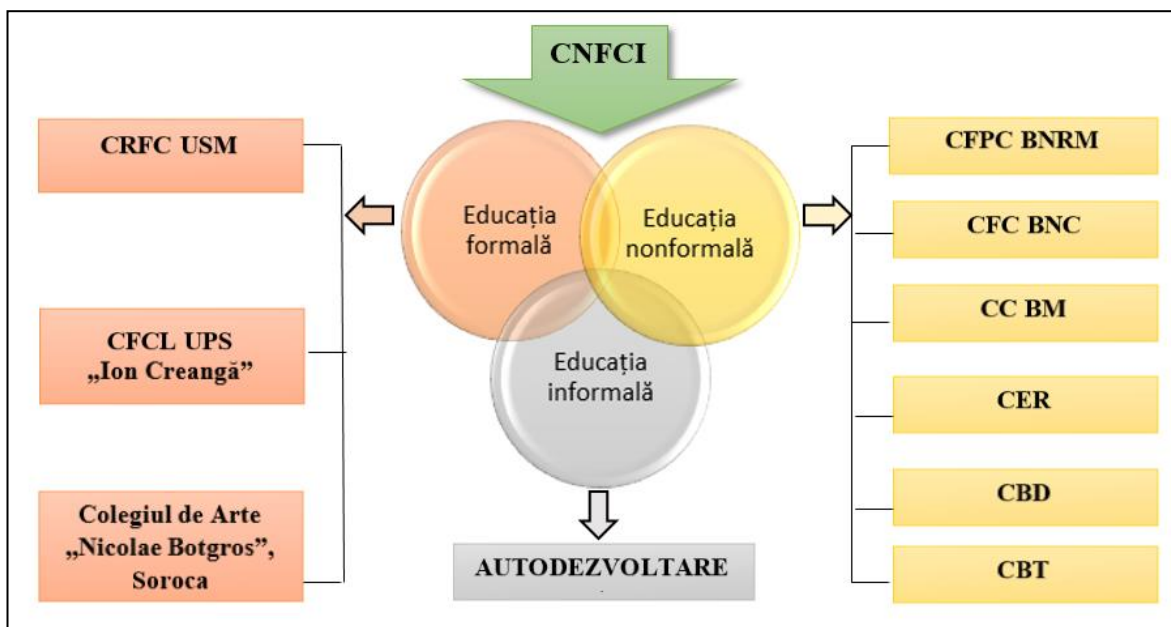 CNFCI
CRFC USM
CFCL UPS
„Ion Creangă”
Colegiul de Arte
„Nicolae Botgros”,
Soroca
Educația
formală
Educația
nonformală
Educația
informală
AUTODEZVOLTARE
CFPC BNRM
CFC BNC
CC BM
CER
CBD
CBT